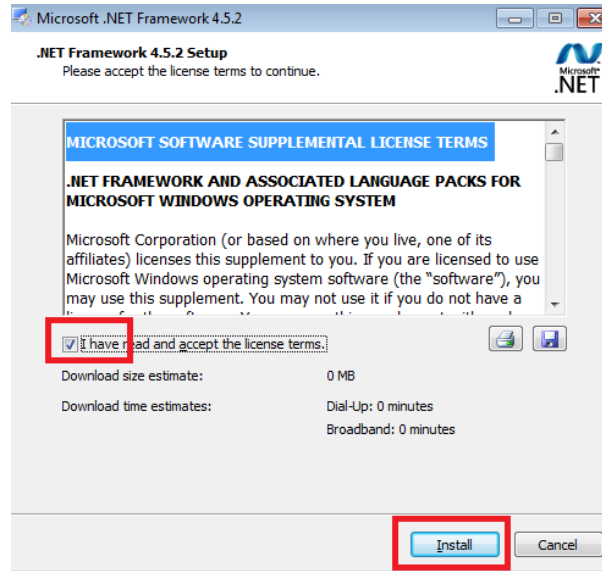 Microsoft .NET Framework 4.5.2
.NET Framework 4.5.2 Setup
Please accept the license terms to continue.
Microsoft
.NET
MICROSOFT SOFTWARE SUPPLEMENTAL LICENSE TERMS
.NET FRAMEWORK AND ASSOCIATED LANGUAGE PACKS FOR
MICROSOFT WINDOWS OPERATING SYSTEM
Microsoft Corporation (or based on where you live, one of its
affiliates) licenses this supplement to you. If you are licensed to use
Microsoft Windows operating system software (the “software”), you
may use this supplement. You may not use it if you do not have a
I have read and accept the license terms.
Download size estimate: 0 MB
Download time estimates: Dial-Up: 0 minutes
Broadband: 0 minutes
Install Cancel